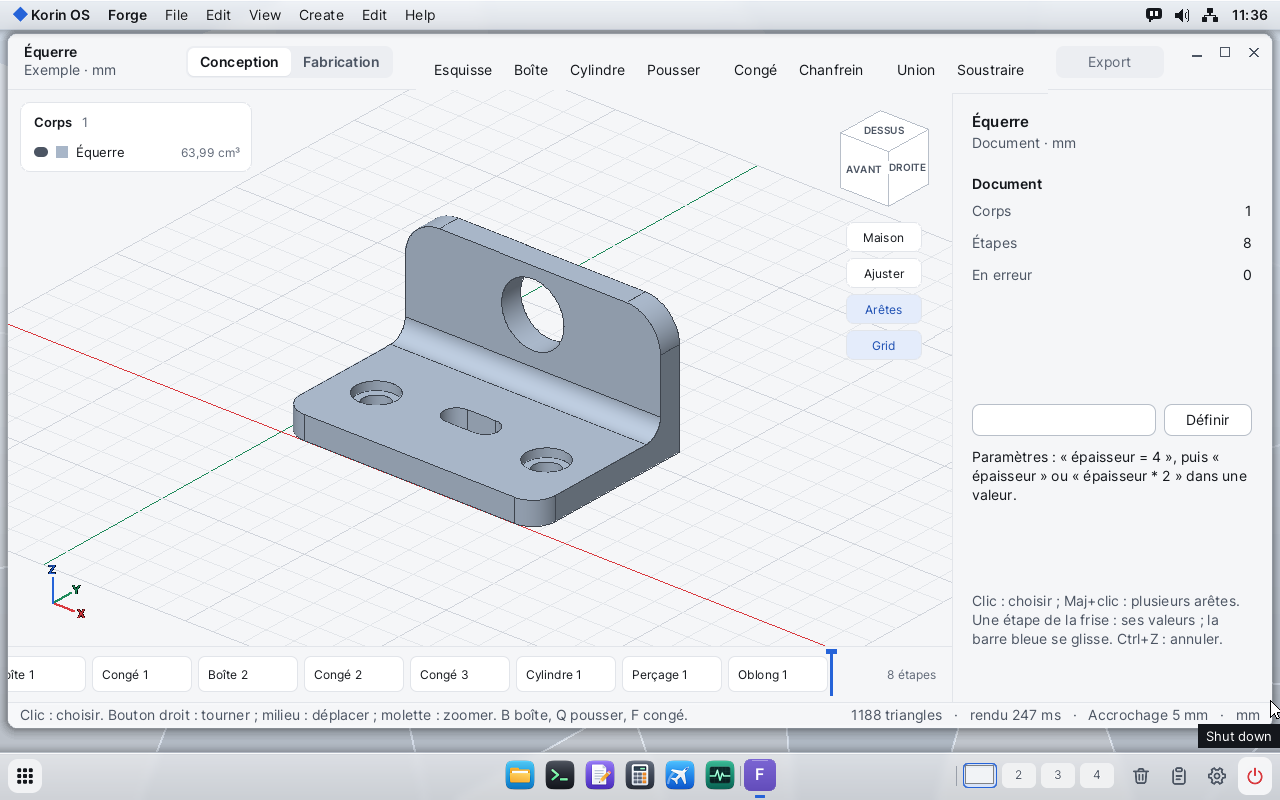 Korin OS Forge File Edit View Create Edit Help 11:36
Équerre
Exemple · mm
Conception Fabrication
Esquisse Boîte Cylindre Pousser Congé Chanfrein Union Soustraire
Export
Corps 1
Équerre 63,99 cm³
DESSUS
AVANT DROITE
Maison
Ajuster
Arêtes
Grid
Z
Y
X
Équerre
Document · mm
Document
Corps 1
Étapes 8
En erreur 0
Définir
Paramètres : « épaisseur = 4 », puis «
épaisseur » ou « épaisseur * 2 » dans une
valeur.
Clic : choisir ; Maj+clic : plusieurs arêtes.
Une étape de la frise : ses valeurs ; la
barre bleue se glisse. Ctrl+Z : annuler.
oîte 1 Congé 1 Boîte 2 Congé 2 Congé 3 Cylindre 1 Perçage 1 Oblong 1 8 étapes
Clic : choisir. Bouton droit : tourner ; milieu : déplacer ; molette : zoomer. B boîte, Q pousser, F congé. 1188 triangles · rendu 247 ms · Accrochage 5 mm · mm
Shut down
F 2 3 4